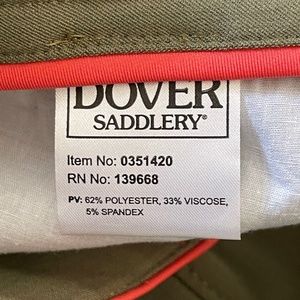 DOVER
SADDLERY®
Item No: 0351420
RN No: 139668
PV: 62% POLYESTER, 33% VISCOSE,
5% SPANDEX